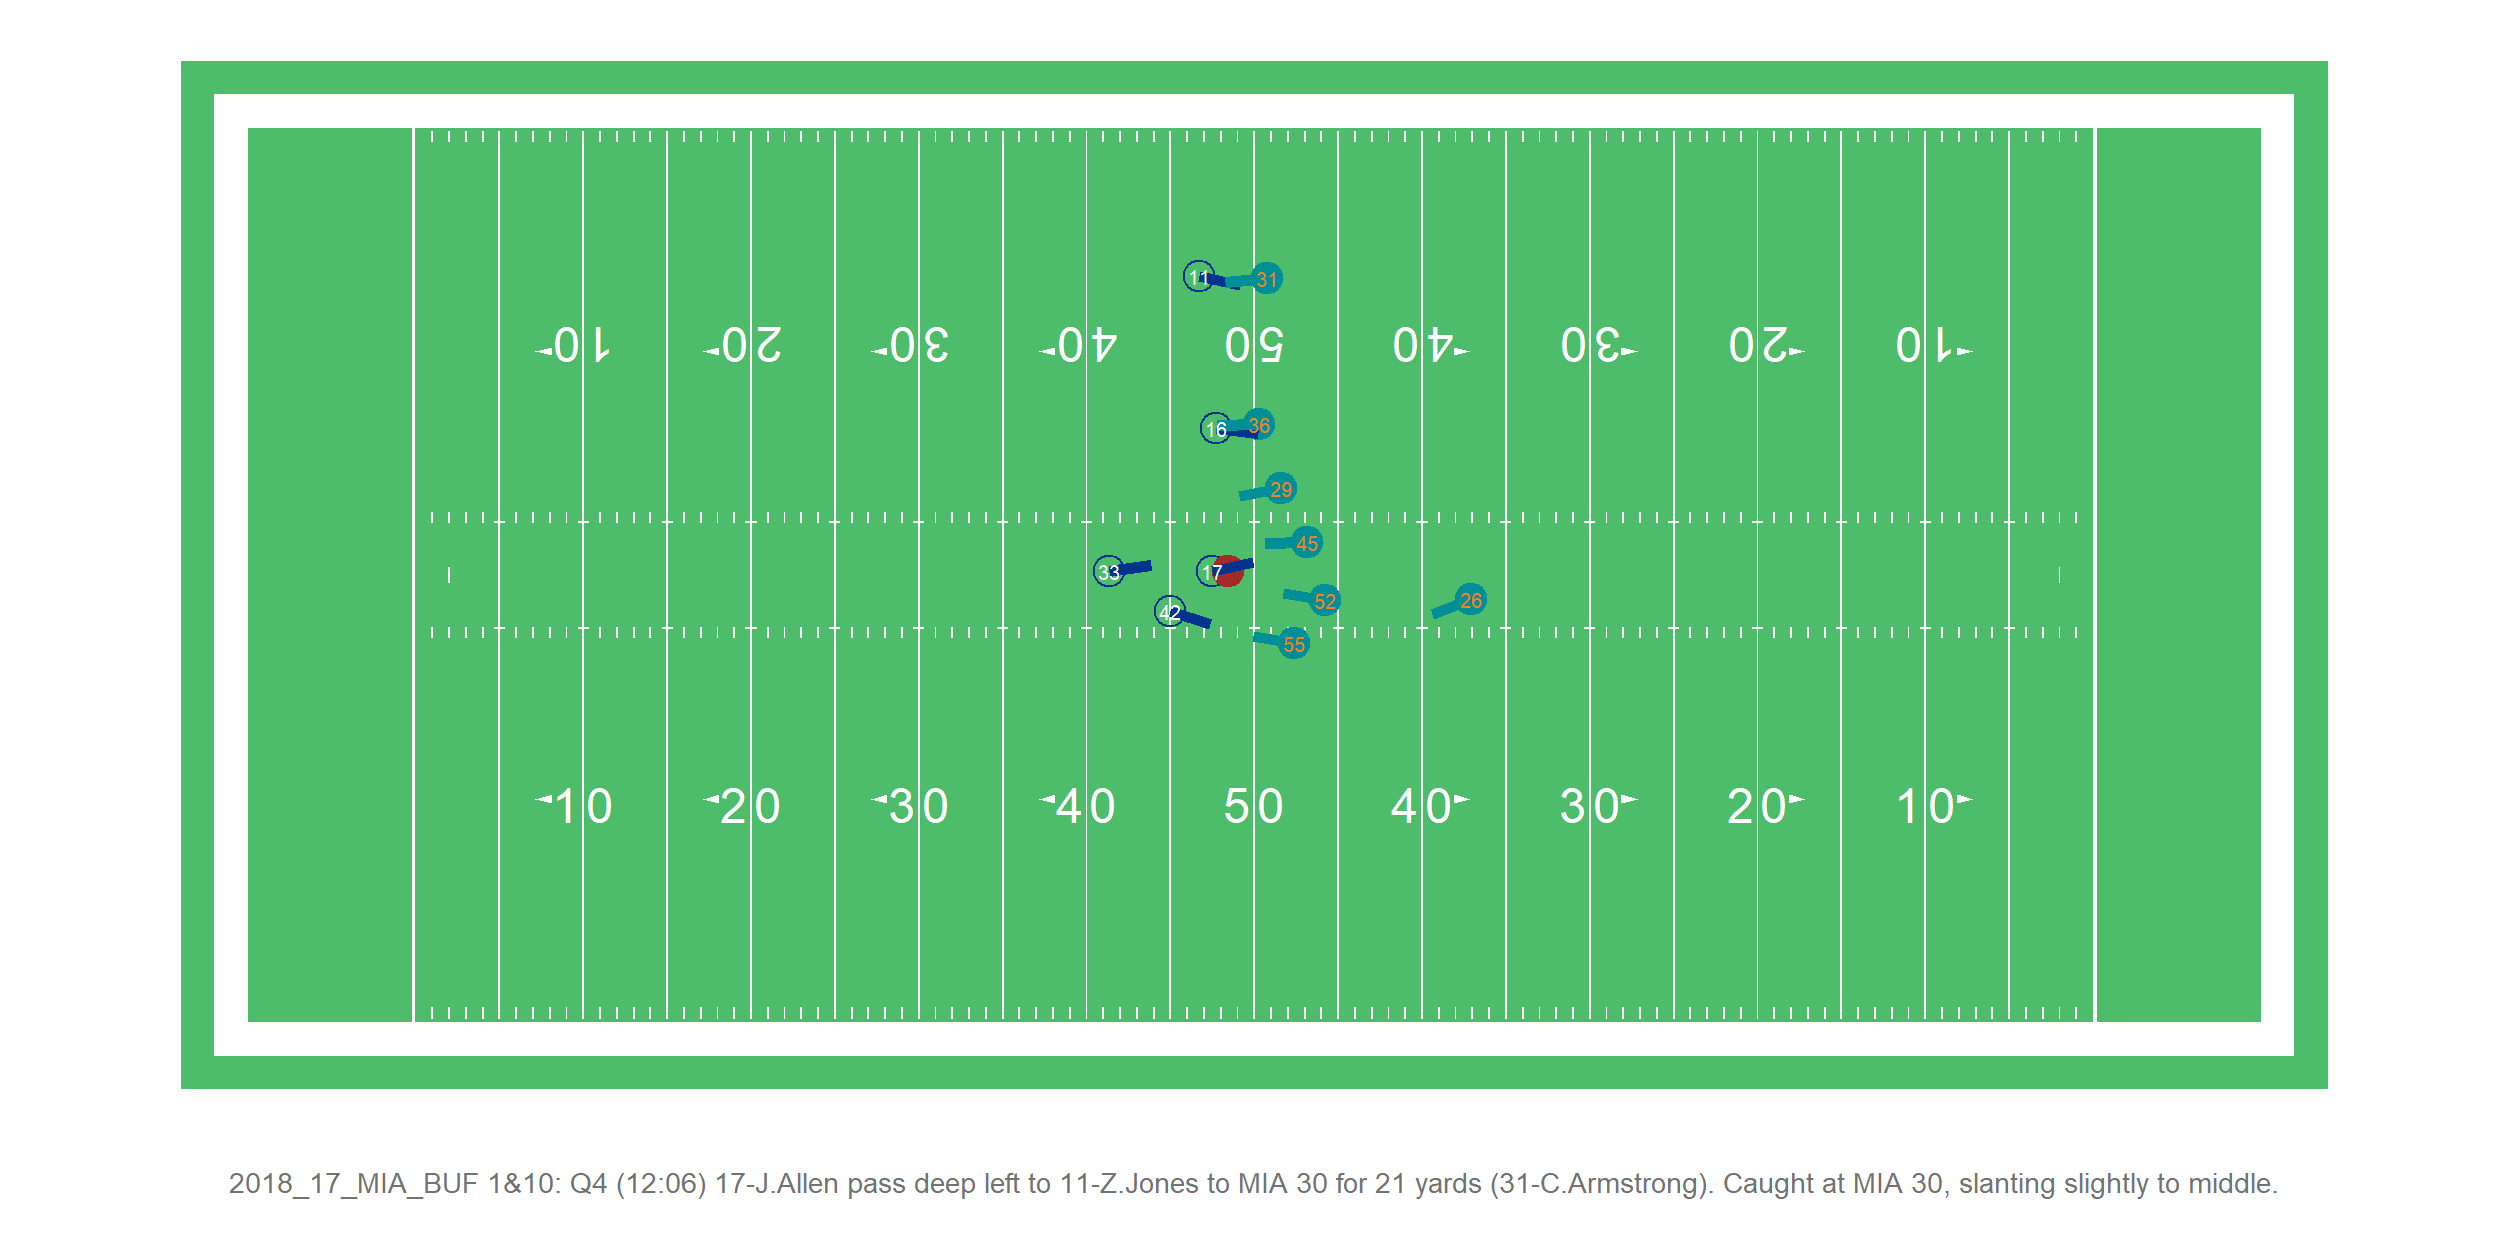 11 31
10 20 30 40 50 40 30 20 10
16 36
29
45
33 17
42 52 26
55
10 20 30 40 50 40 30 20 10
2018_17_MIA_BUF 1&10: Q4 (12:06) 17-J.Allen pass deep left to 11-Z.Jones to MIA 30 for 21 yards (31-C.Armstrong). Caught at MIA 30, slanting slightly to middle.